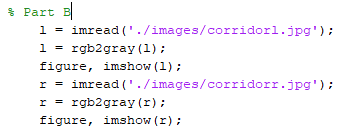 % Part B
l = imread('./images/corridorl.jpg');
l = rgb2gray(l);
figure, imshow(l);
r = imread('./images/corridorr.jpg');
r = rgb2gray(r);
figure, imshow(r);